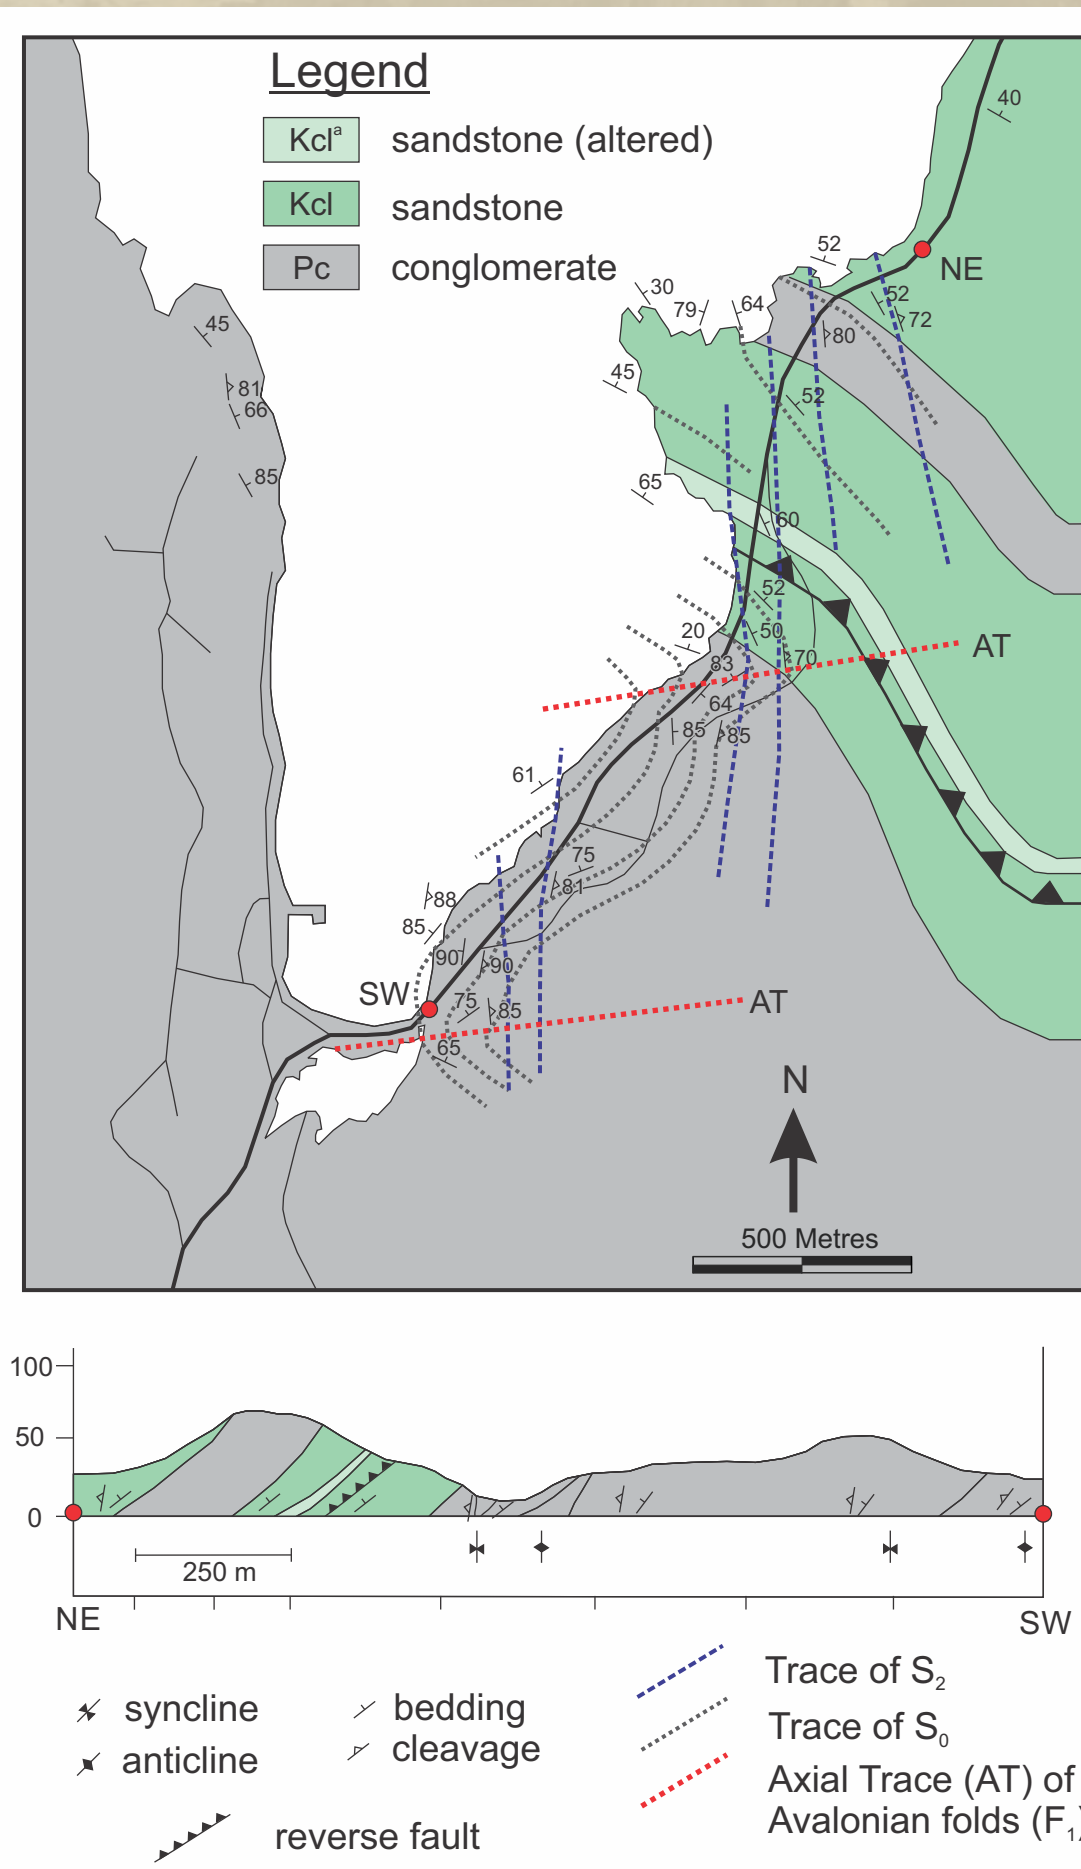 Legend
Kclª sandstone (altered)
Kcl sandstone
Pc conglomerate
40
52
NE
30
79
64
52
72
80
45
81
66
45
52
85
65
60
52
50
20
70
AT
83
64
85
85
61
75
81
88
85
90
90
SW
75
85
AT
65
N
500 Metres
100
50
0
250 m
NE
SW
syncline
bedding
Trace of S₂
anticline
cleavage
Trace of S₀
reverse fault
Axial Trace (AT) of
Avalonian folds (F₁)